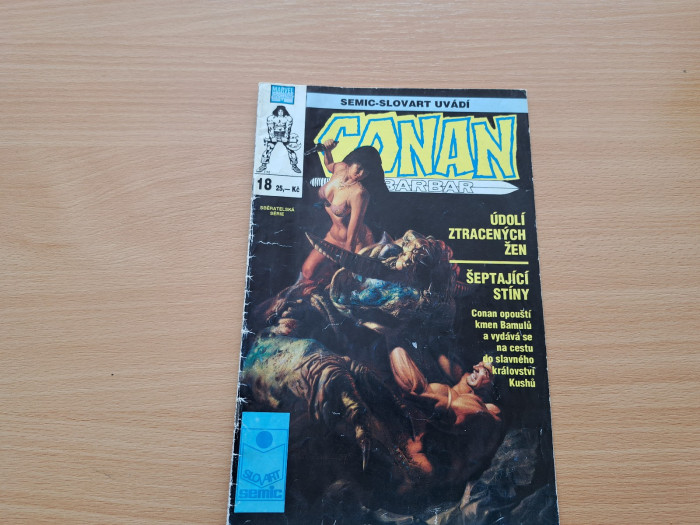 MARVEL
SEMIC-SLOVART UVÁDÍ
CONAN
BARBAR
18 25,— Kč
SBĚRATELSKÁ
SÉRIE
ÚDOLÍ
ZTRACENÝCH
ŽEN
ŠEPTAJÍCÍ
STÍNY
Conan opouští
kmen Bamulů
a vydává se
na cestu
do slavného
království
Kushů
SLOVART
semic